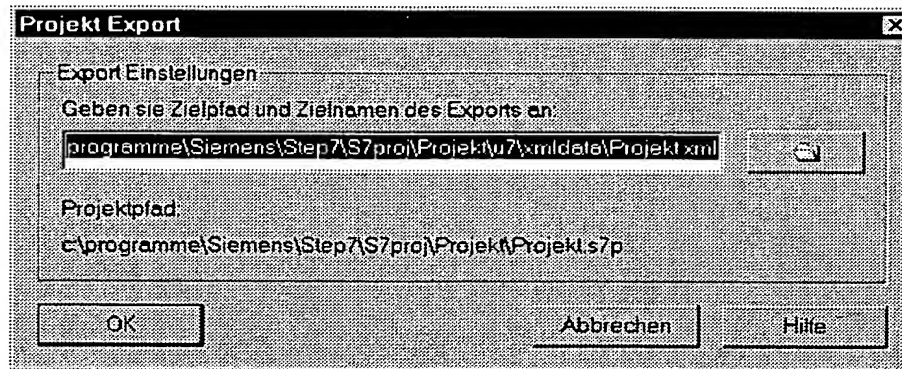 Projekt Export
Export Einstellungen
Geben sie Zielpfad und Zielnamen des Exports an:
programme\Siemens\Step7\S7proj\Projekt\u7\xmldata\Projekt.xml
Projektpfad:
c:\programme\Siemens\Step7\S7proj\Projekt\Projekt.s7p
OK Abbrechen Hilfe